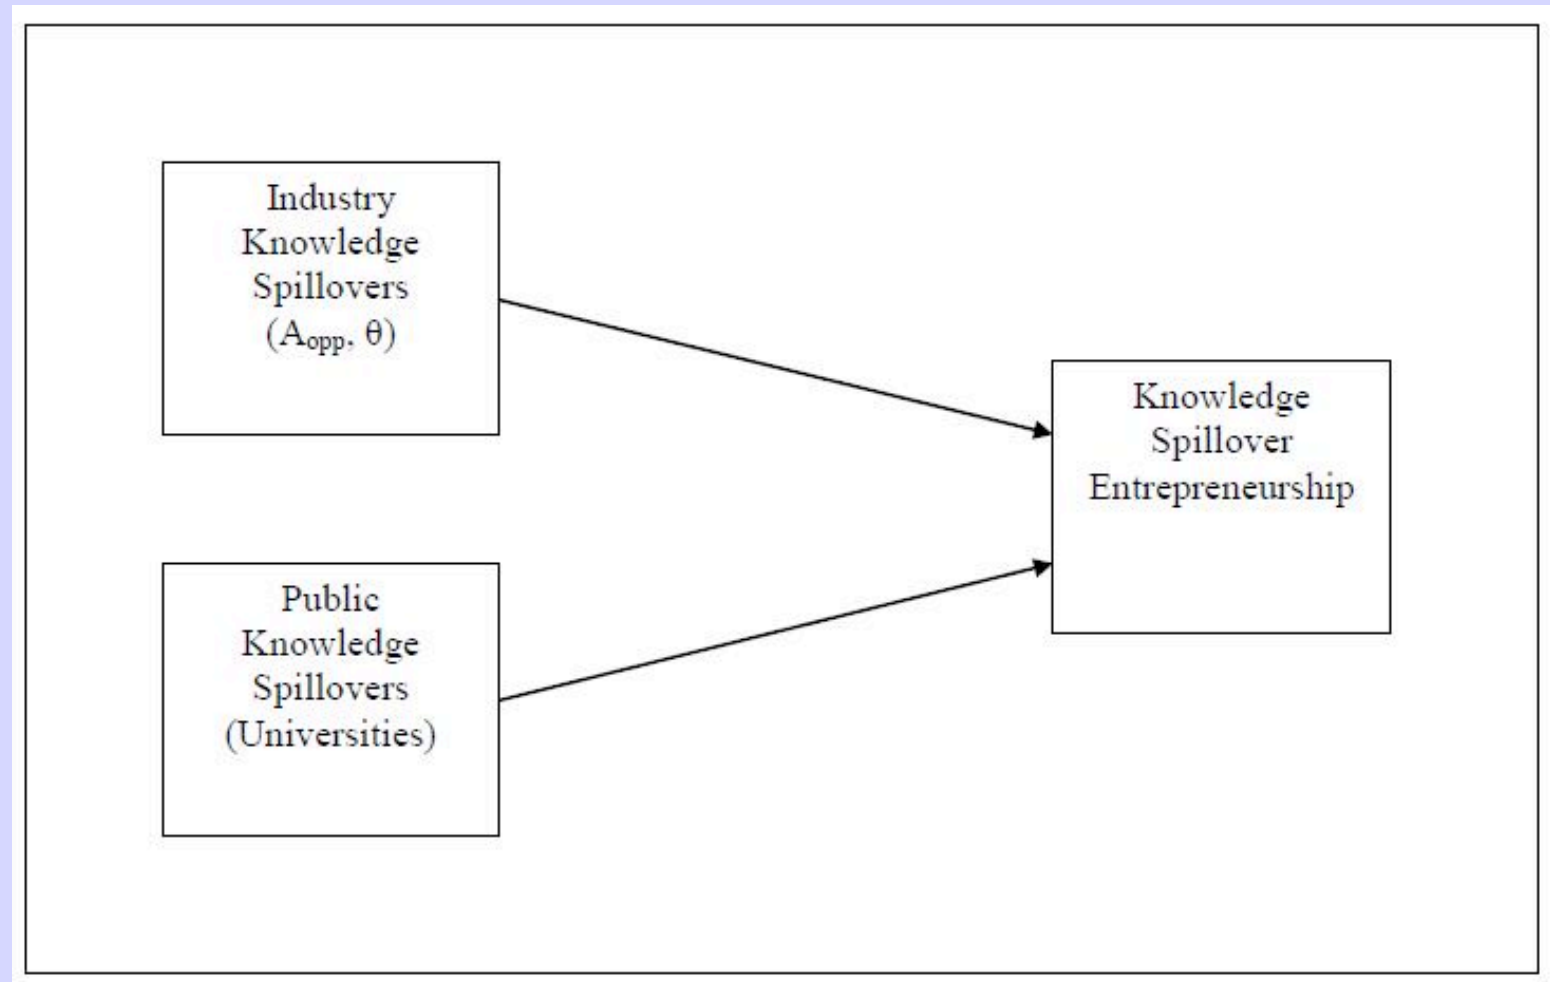 Industry
Knowledge
Spillovers
(Aopp, θ)
Knowledge
Spillover
Entrepreneurship
Public
Knowledge
Spillovers
(Universities)